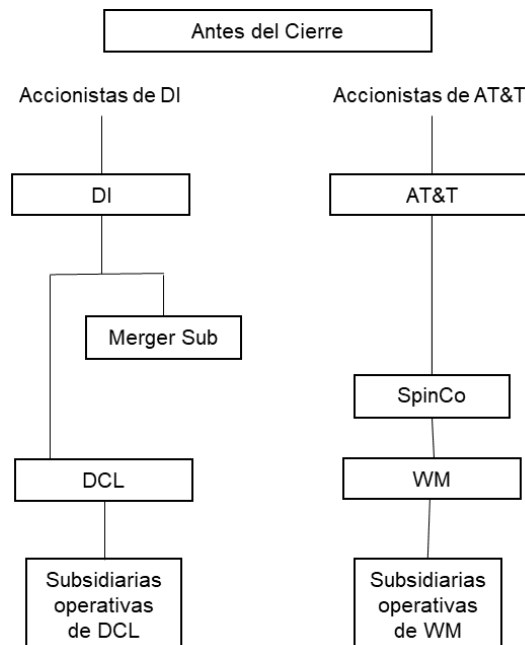 Antes del Cierre
Accionistas de DI
Accionistas de AT&T
DI
AT&T
Merger Sub
SpinCo
DCL
WM
Subsidiarias
operativas
de DCL
Subsidiarias
operativas
de WM